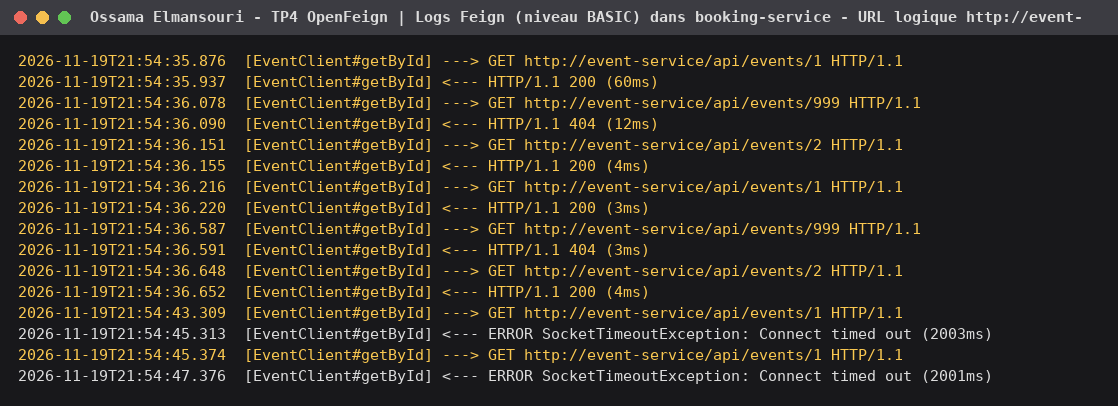 Ossama Elmansouri - TP4 OpenFeign | Logs Feign (niveau BASIC) dans booking-service - URL logique http://event-
2026-11-19T21:54:35.876  [EventClient#getById] ---> GET http://event-service/api/events/1 HTTP/1.1
2026-11-19T21:54:35.937  [EventClient#getById] <--- HTTP/1.1 200 (60ms)
2026-11-19T21:54:36.078  [EventClient#getById] ---> GET http://event-service/api/events/999 HTTP/1.1
2026-11-19T21:54:36.090  [EventClient#getById] <--- HTTP/1.1 404 (12ms)
2026-11-19T21:54:36.151  [EventClient#getById] ---> GET http://event-service/api/events/2 HTTP/1.1
2026-11-19T21:54:36.155  [EventClient#getById] <--- HTTP/1.1 200 (4ms)
2026-11-19T21:54:36.216  [EventClient#getById] ---> GET http://event-service/api/events/1 HTTP/1.1
2026-11-19T21:54:36.220  [EventClient#getById] <--- HTTP/1.1 200 (3ms)
2026-11-19T21:54:36.587  [EventClient#getById] ---> GET http://event-service/api/events/999 HTTP/1.1
2026-11-19T21:54:36.591  [EventClient#getById] <--- HTTP/1.1 404 (3ms)
2026-11-19T21:54:36.648  [EventClient#getById] ---> GET http://event-service/api/events/2 HTTP/1.1
2026-11-19T21:54:36.652  [EventClient#getById] <--- HTTP/1.1 200 (4ms)
2026-11-19T21:54:43.309  [EventClient#getById] ---> GET http://event-service/api/events/1 HTTP/1.1
2026-11-19T21:54:45.313  [EventClient#getById] <--- ERROR SocketTimeoutException: Connect timed out (2003ms)
2026-11-19T21:54:45.374  [EventClient#getById] ---> GET http://event-service/api/events/1 HTTP/1.1
2026-11-19T21:54:47.376  [EventClient#getById] <--- ERROR SocketTimeoutException: Connect timed out (2001ms)